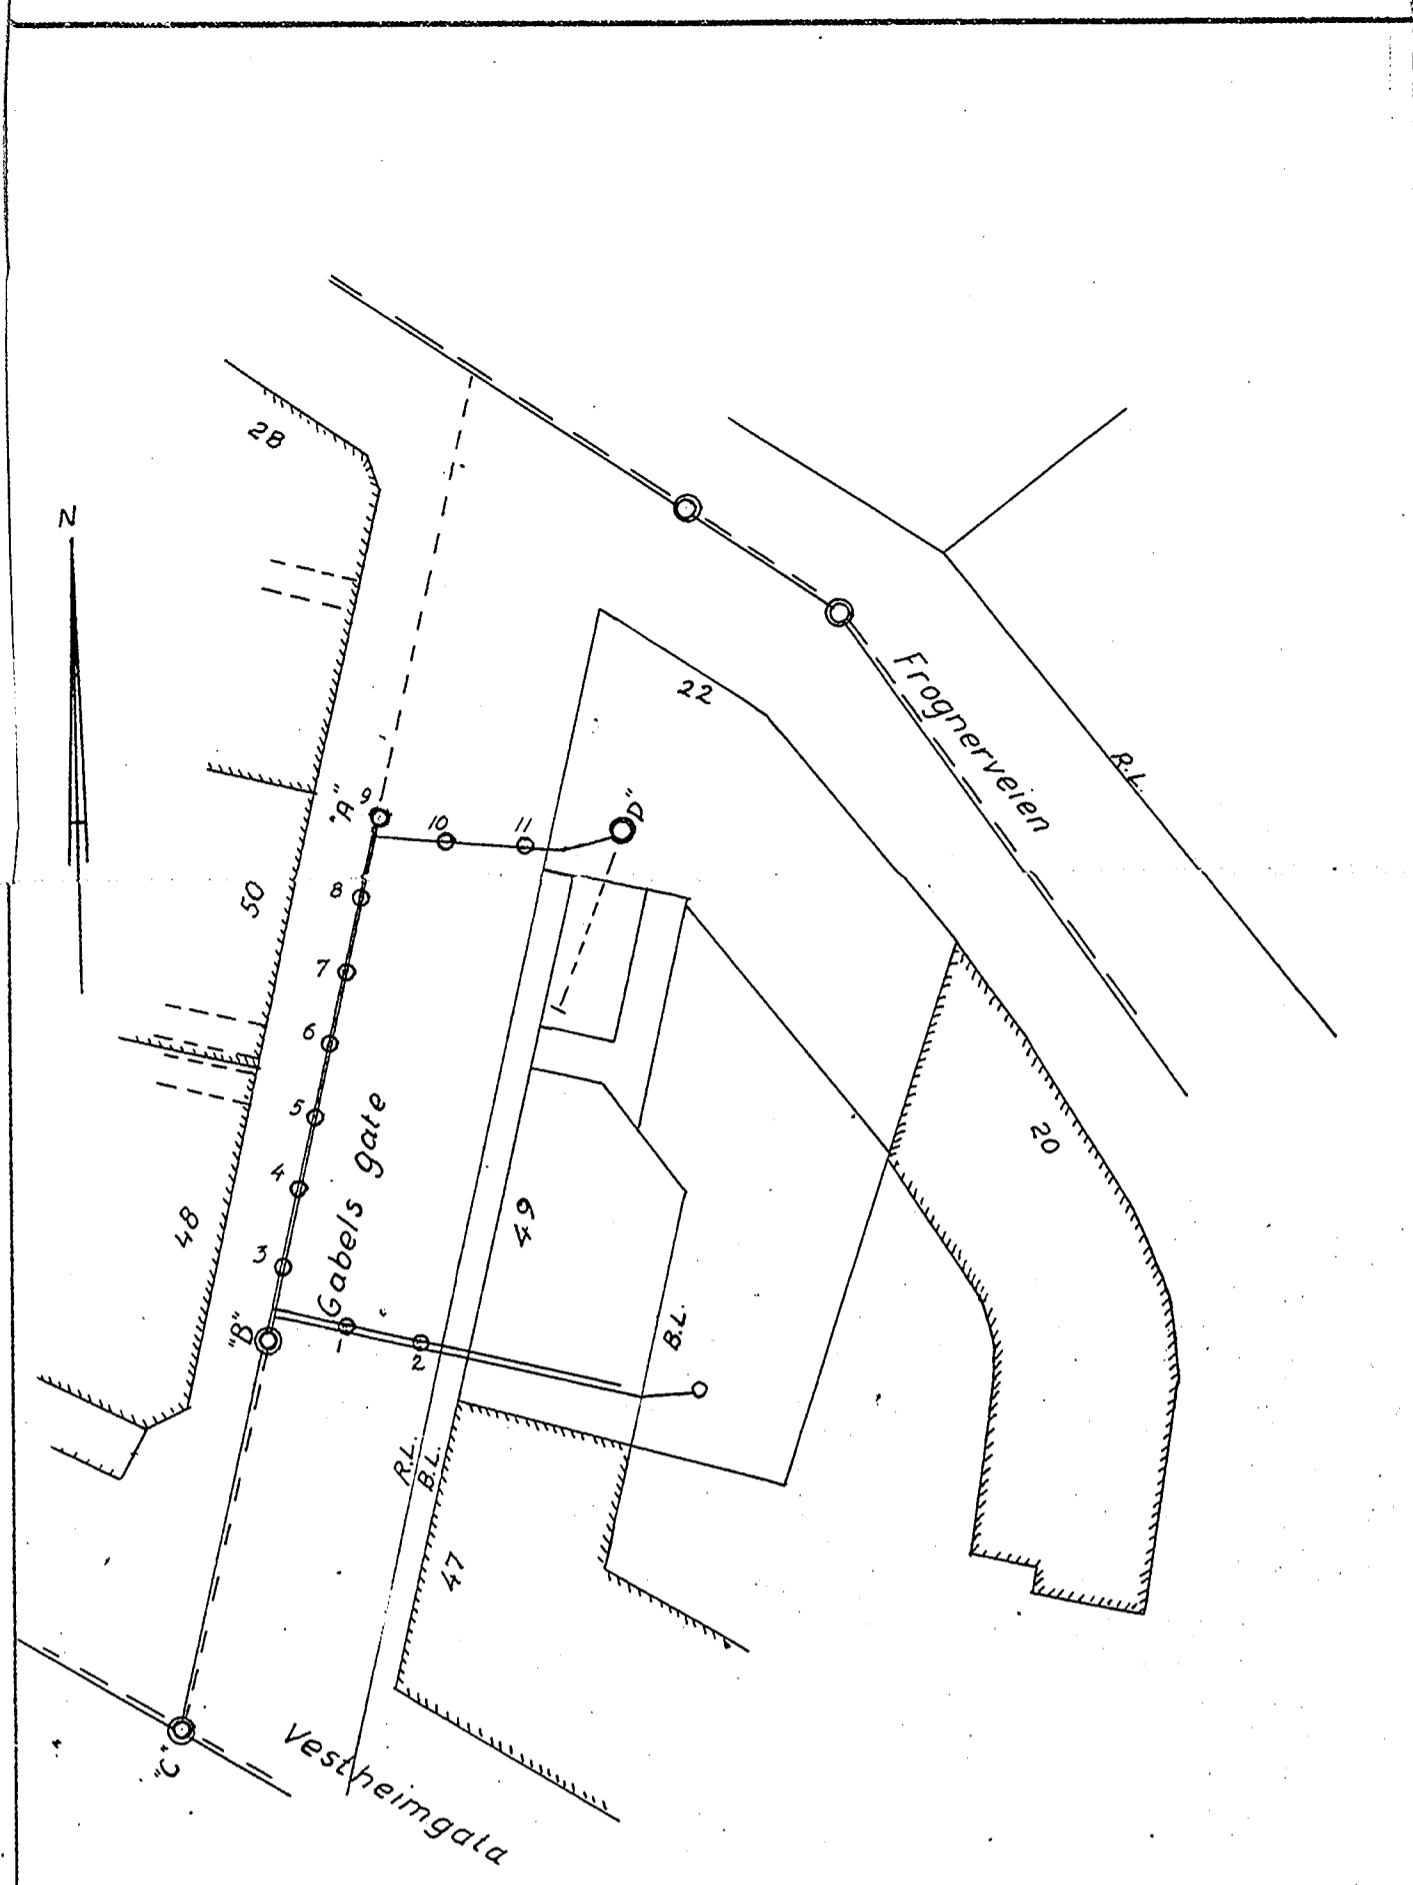 28
N
22
Frognerveien
R.L.
"A"
9
10
11
"D"
8
50
7
6
5
Gabels gate
20
4
49
48
3
"B"
1
2
B.L.
R.L.
B.L.
47
"C"
Vestheimgata